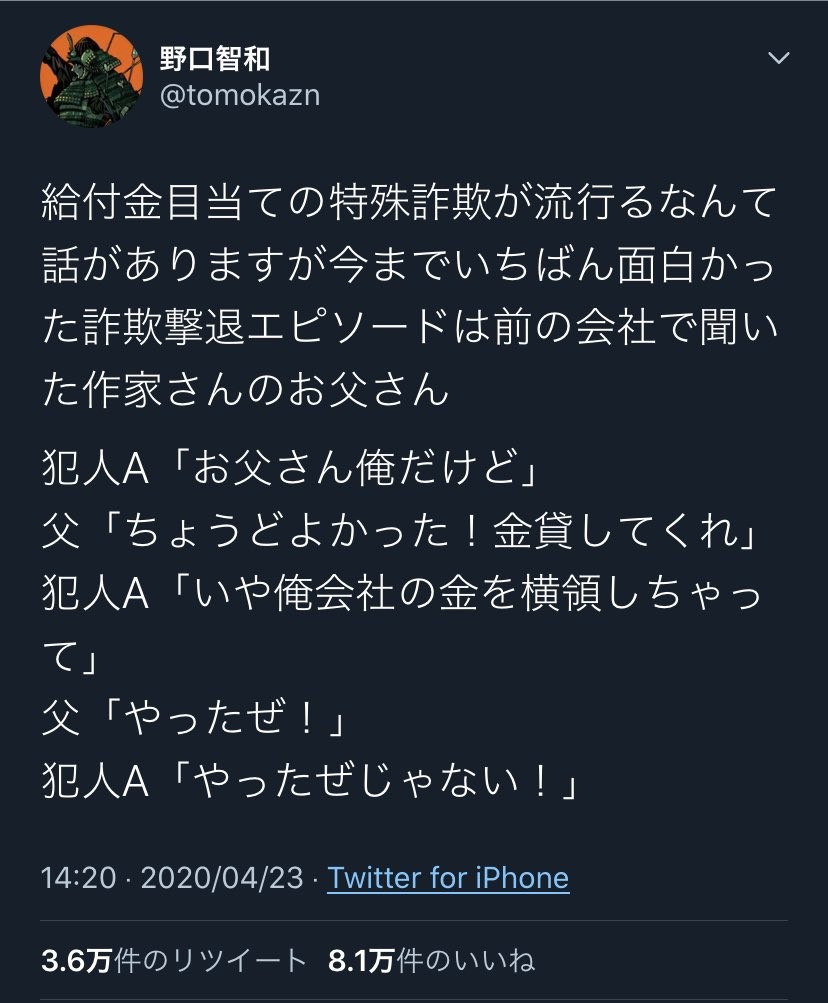 野口智和
@tomokazn
給付金目当ての特殊詐欺が流行るなんて
話がありますが今までいちばん面白かっ
た詐欺撃退エピソードは前の会社で聞い
た作家さんのお父さん
犯人A「お父さん俺だけど」
父「ちょうどよかった！金貸してくれ」
犯人A「いや俺会社の金を横領しちゃっ
て」
父「やったぜ！」
犯人A「やったぜじゃない！」
14:20 · 2020/04/23 · Twitter for iPhone
3.6万件のリツイート 8.1万件のいいね